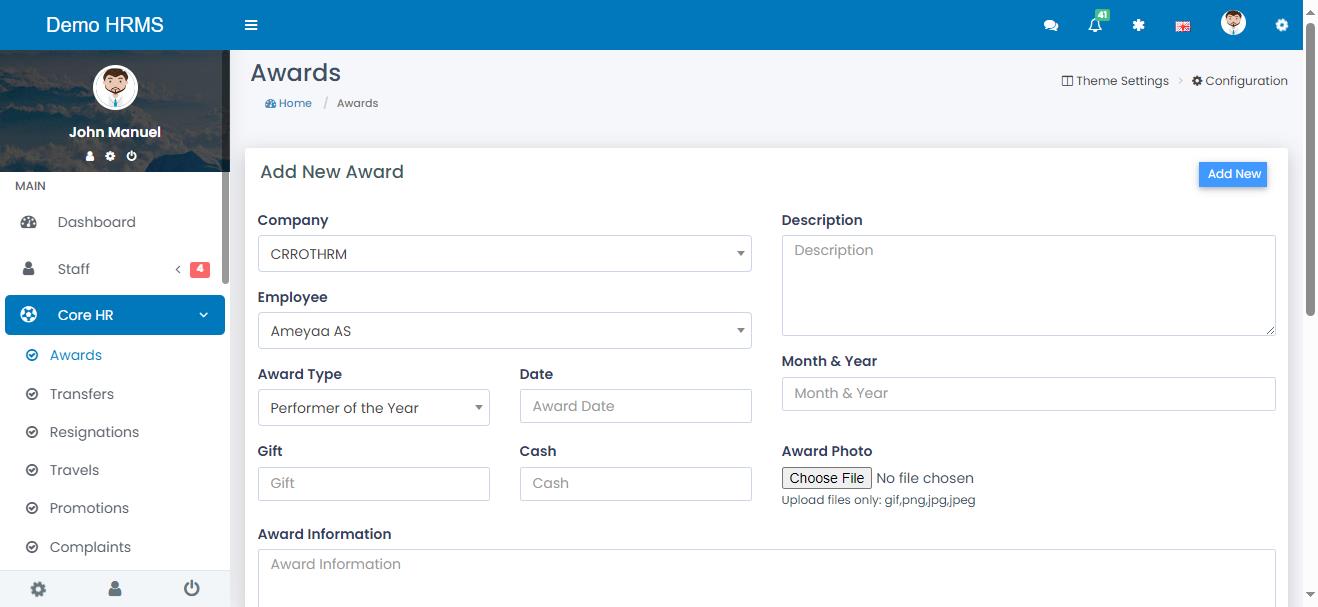 Demo HRMS
41
John Manuel
MAIN
Dashboard
Staff
4
Core HR
Awards
Transfers
Resignations
Travels
Promotions
Complaints
Awards
Home / Awards
Theme Settings
Configuration
Add New Award
Add New
Company
CRROTHRM
Employee
Ameyaa AS
Award Type
Performer of the Year
Date
Award Date
Gift
Gift
Cash
Cash
Description
Description
Month & Year
Month & Year
Award Photo
Choose File No file chosen
Upload files only: gif,png,jpg,jpeg
Award Information
Award Information